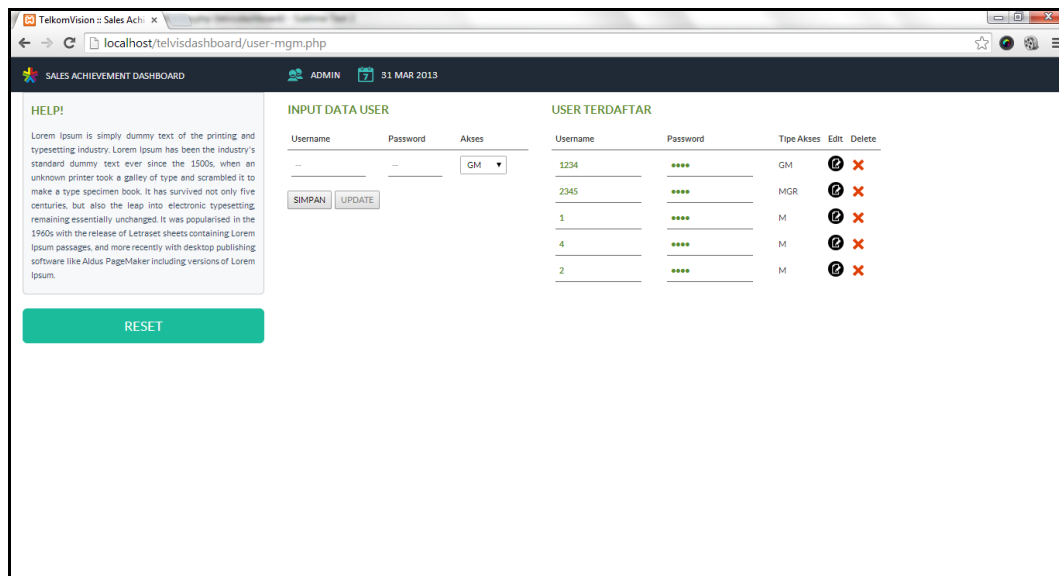 TelkomVision :: Sales Achi
localhost/telvisdashboard/user-mgm.php
SALES ACHIEVEMENT DASHBOARD
ADMIN
7
31 MAR 2013
HELP!
Lorem Ipsum is simply dummy text of the printing and
typesetting industry. Lorem Ipsum has been the industry's
standard dummy text ever since the 1500s, when an
unknown printer took a galley of type and scrambled it to
make a type specimen book. It has survived not only five
centuries, but also the leap into electronic typesetting,
remaining essentially unchanged. It was popularised in the
1960s with the release of Letraset sheets containing Lorem
Ipsum passages, and more recently with desktop publishing
software like Aldus PageMaker including versions of Lorem
Ipsum.
RESET
INPUT DATA USER
Username Password Akses
... ... GM
SIMPAN UPDATE
USER TERDAFTAR
Username Password Tipe Akses Edit Delete
1234 •••• GM
2345 •••• MGR
1 •••• M
4 •••• M
2 •••• M